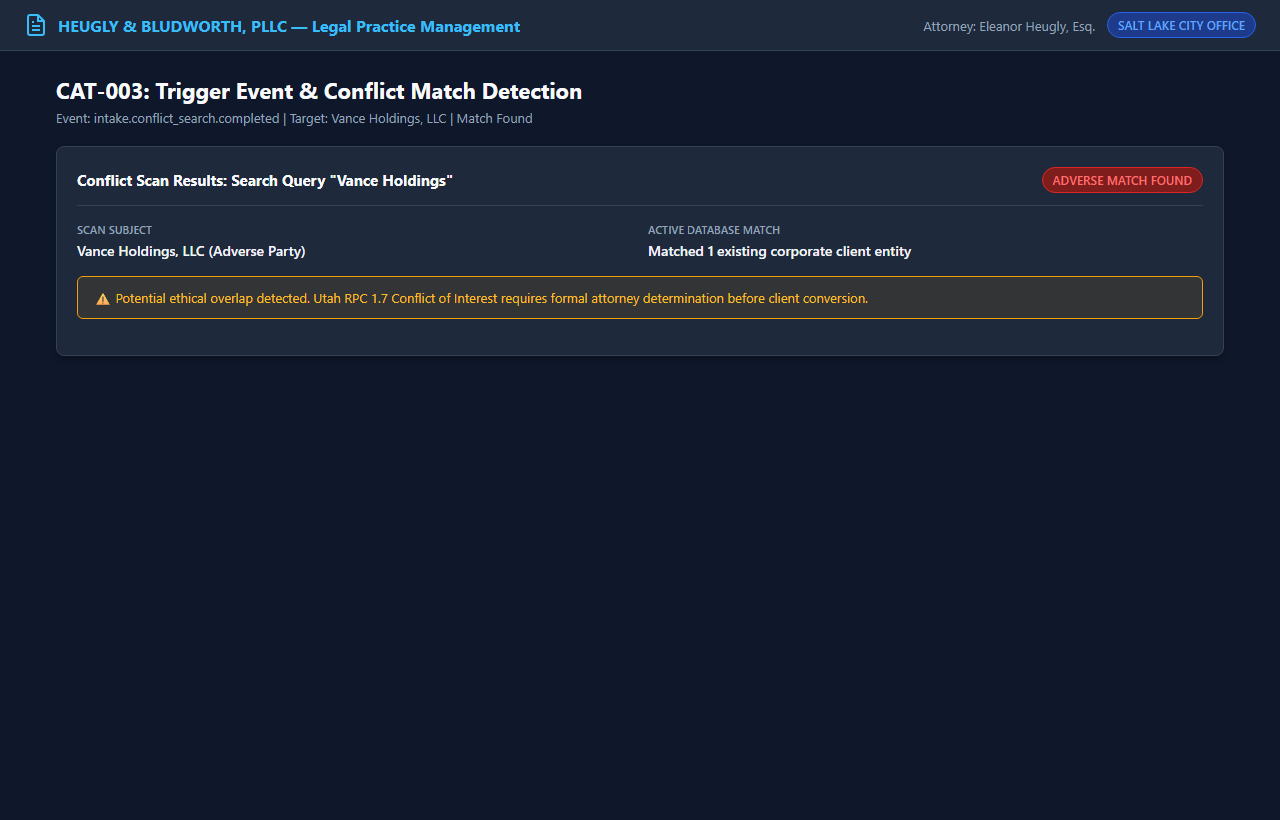 HEUGLY & BLUDWORTH, PLLC — Legal Practice Management
Attorney: Eleanor Heugly, Esq.
SALT LAKE CITY OFFICE
CAT-003: Trigger Event & Conflict Match Detection
Event: intake.conflict_search.completed | Target: Vance Holdings, LLC | Match Found
Conflict Scan Results: Search Query "Vance Holdings"
ADVERSE MATCH FOUND
SCAN SUBJECT
Vance Holdings, LLC (Adverse Party)
ACTIVE DATABASE MATCH
Matched 1 existing corporate client entity
⚠ Potential ethical overlap detected. Utah RPC 1.7 Conflict of Interest requires formal attorney determination before client conversion.